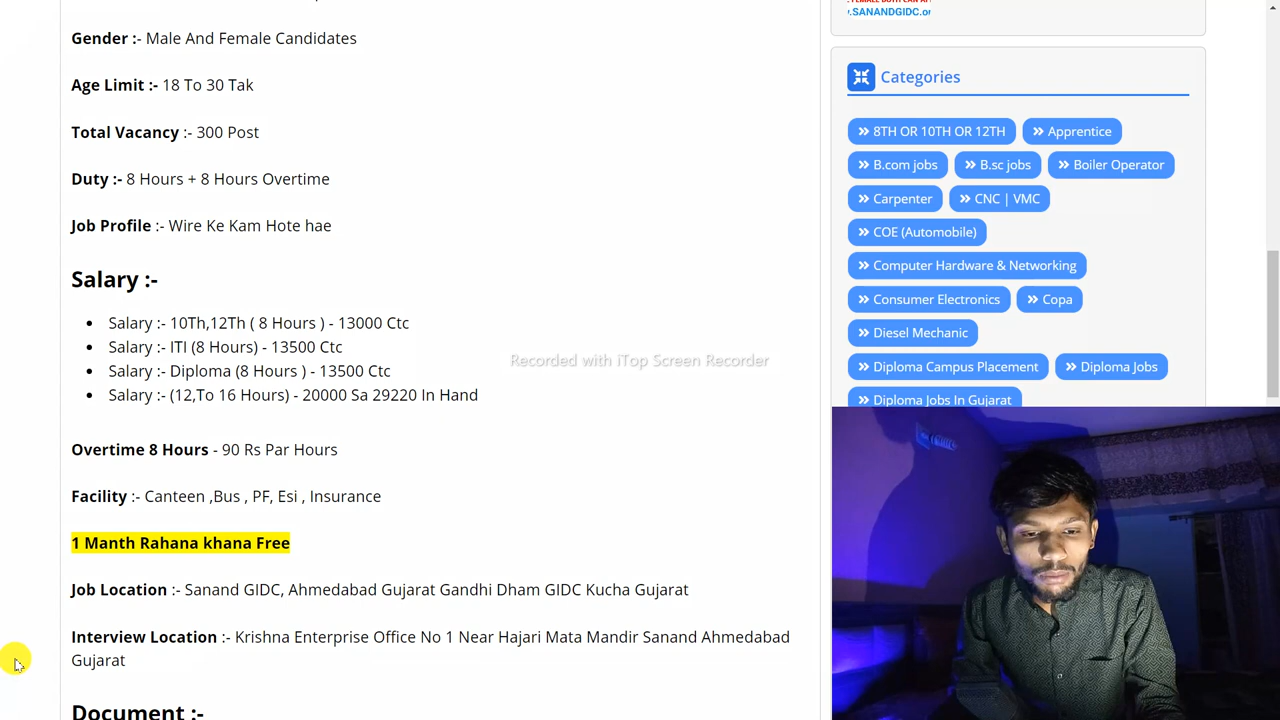 Gender :- Male And Female Candidates
Age Limit :- 18 To 30 Tak
Total Vacancy :- 300 Post
Duty :- 8 Hours + 8 Hours Overtime
Job Profile :- Wire Ke Kam Hote hae
Salary :-
Salary :- 10Th,12Th ( 8 Hours ) - 13000 Ctc
Salary :- ITI (8 Hours) - 13500 Ctc
Salary :- Diploma (8 Hours ) - 13500 Ctc
Salary :- (12,To 16 Hours) - 20000 Sa 29220 In Hand
Overtime 8 Hours - 90 Rs Par Hours
Facility :- Canteen ,Bus , PF, Esi , Insurance
1 Manth Rahana khana Free
Job Location :- Sanand GIDC, Ahmedabad Gujarat Gandhi Dham GIDC Kucha Gujarat
Interview Location :- Krishna Enterprise Office No 1 Near Hajari Mata Mandir Sanand Ahmedabad
Gujarat
Document :-
Recorded with iTop Screen Recorder
.SANANDGIDC.o
Categories
8TH OR 10TH OR 12TH Apprentice
B.com jobs B.sc jobs Boiler Operator
Carpenter CNC | VMC
COE (Automobile)
Computer Hardware & Networking
Consumer Electronics Copa
Diesel Mechanic
Diploma Campus Placement Diploma Jobs
Diploma Jobs In Gujarat